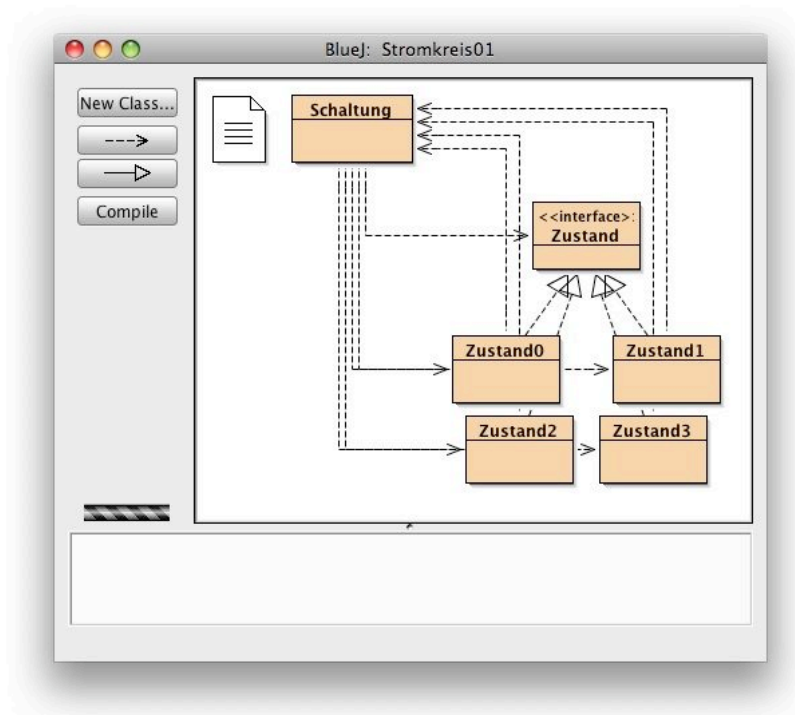 BlueJ: Stromkreis01
New Class...
Compile
Schaltung
<<interface>>
Zustand
Zustand0
Zustand1
Zustand2
Zustand3